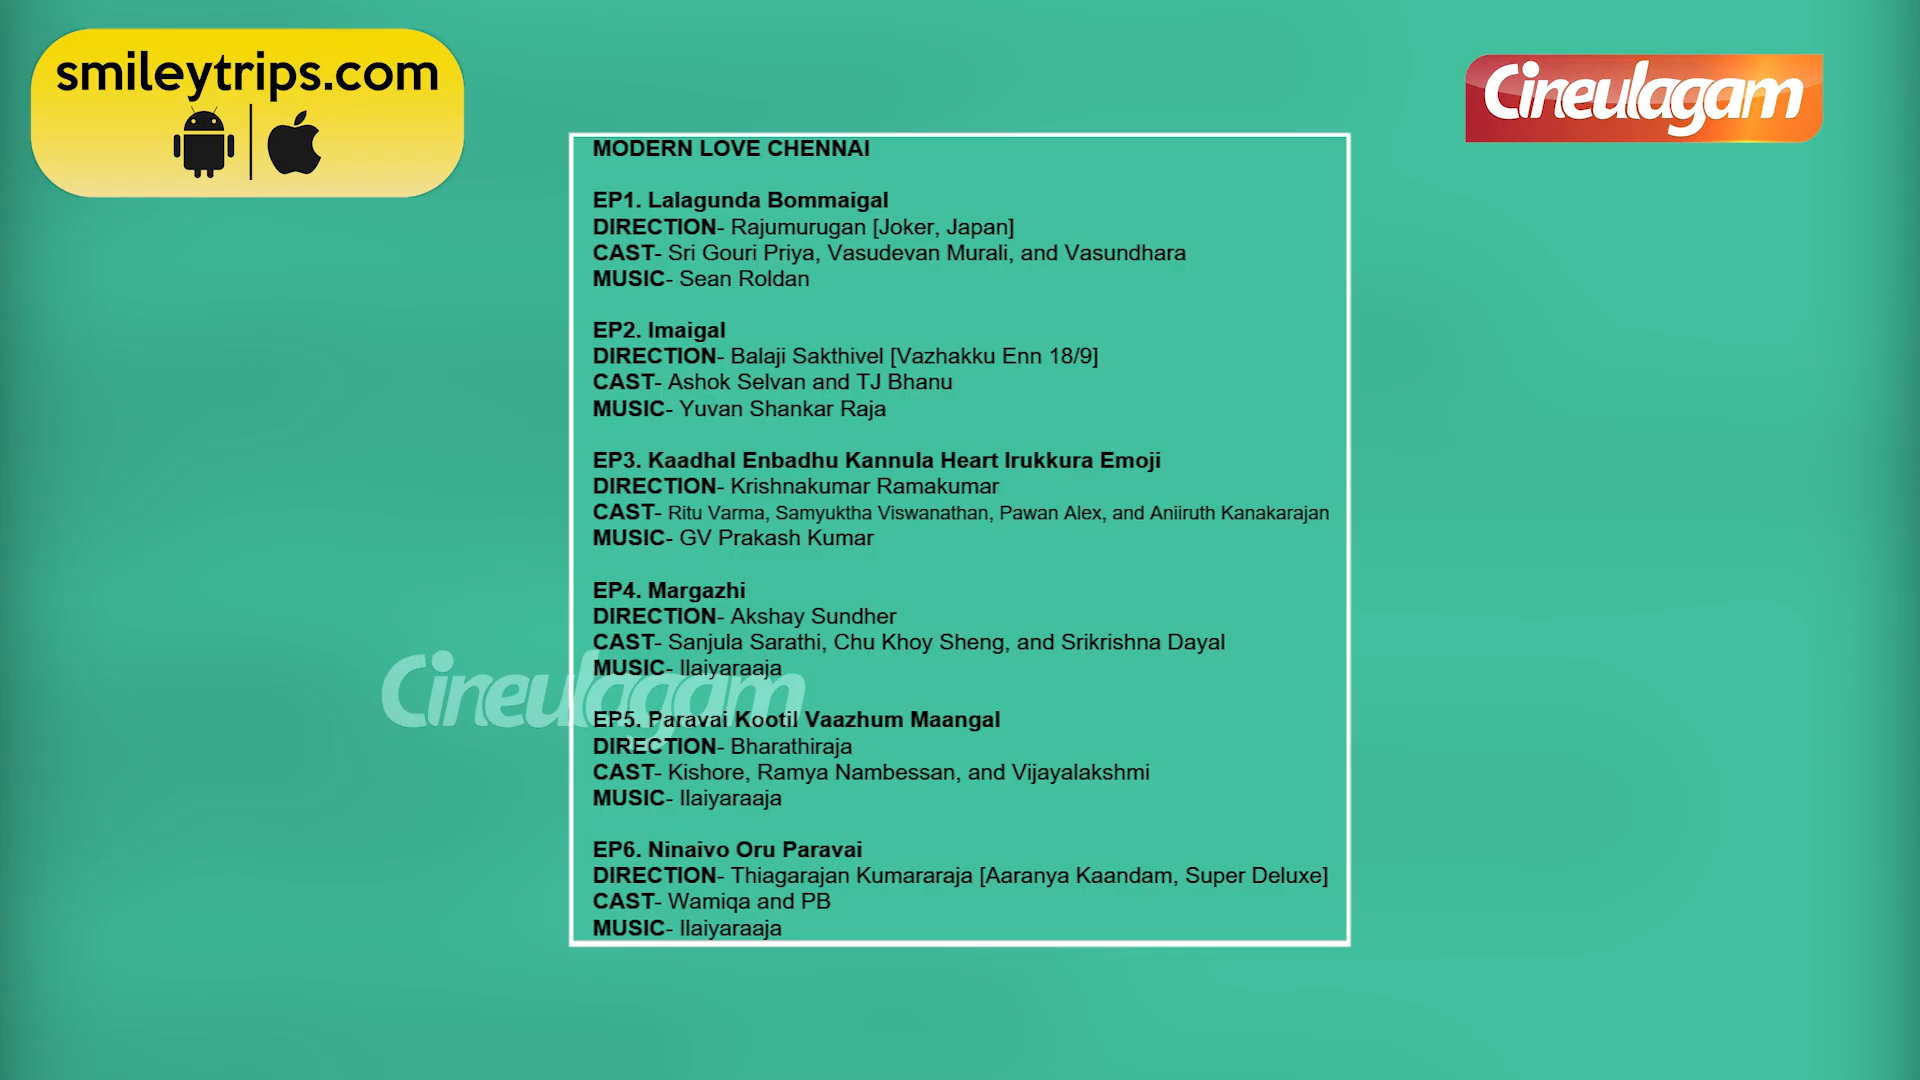 smileytrips.com
Cineulagam
MODERN LOVE CHENNAI
EP1. Lalagunda Bommaigal
DIRECTION- Rajumurugan [Joker, Japan]
CAST- Sri Gouri Priya, Vasudevan Murali, and Vasundhara
MUSIC- Sean Roldan
EP2. Imaigal
DIRECTION- Balaji Sakthivel [Vazhakku Enn 18/9]
CAST- Ashok Selvan and TJ Bhanu
MUSIC- Yuvan Shankar Raja
EP3. Kaadhal Enbadhu Kannula Heart Irukkura Emoji
DIRECTION- Krishnakumar Ramakumar
CAST- Ritu Varma, Samyuktha Viswanathan, Pawan Alex, and Aniiruth Kanakarajan
MUSIC- GV Prakash Kumar
EP4. Margazhi
DIRECTION- Akshay Sundher
CAST- Sanjula Sarathi, Chu Khoy Sheng, and Srikrishna Dayal
MUSIC- Ilaiyaraaja
Cineulagam
EP5. Paravai Kootil Vaazhum Maangal
DIRECTION- Bharathiraja
CAST- Kishore, Ramya Nambessan, and Vijayalakshmi
MUSIC- Ilaiyaraaja
EP6. Ninaivo Oru Paravai
DIRECTION- Thiagarajan Kumararaja [Aaranya Kaandam, Super Deluxe]
CAST- Wamiqa and PB
MUSIC- Ilaiyaraaja